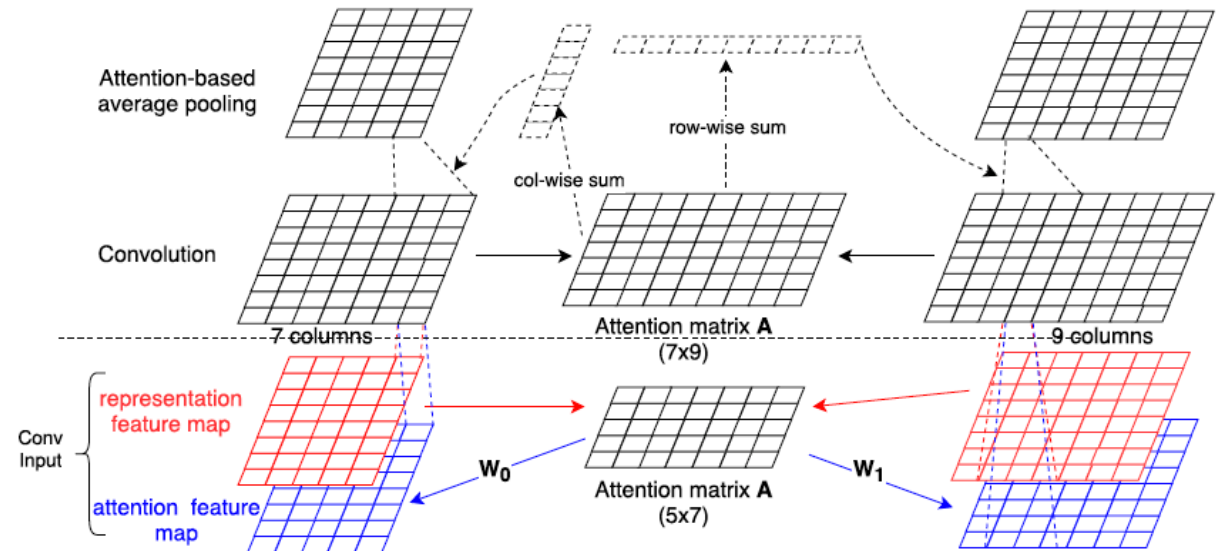 Attention-based
average pooling
row-wise sum
col-wise sum
Convolution
7 columns
Attention matrix A
(7x9)
9 columns
representation
feature map
Conv
Input
W0
W1
Attention matrix A
(5x7)
attention feature
map